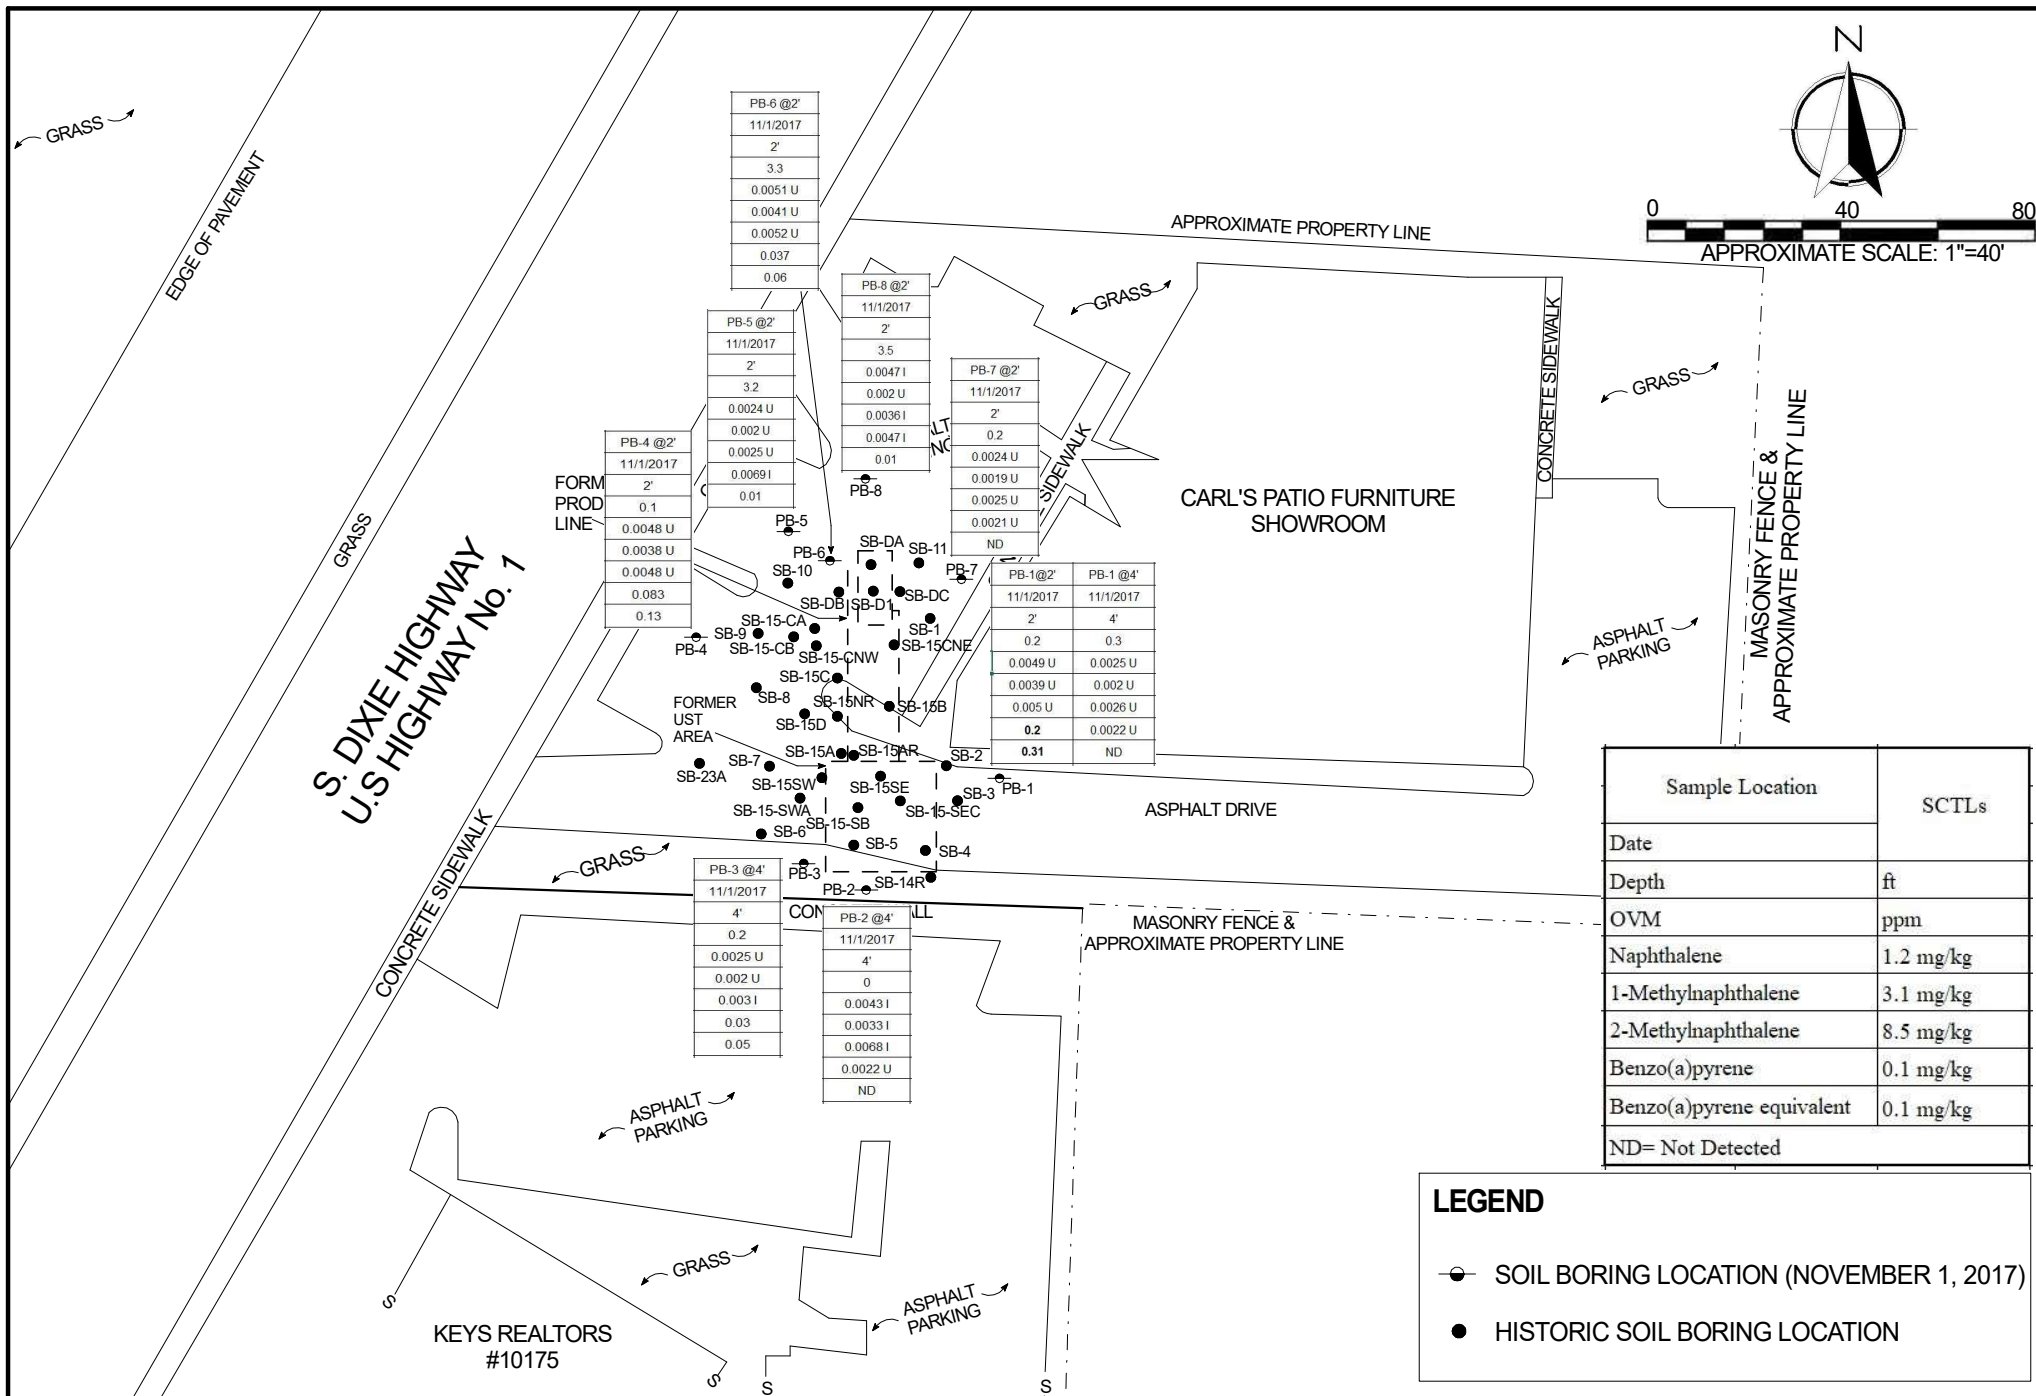 N
0 40 80
APPROXIMATE SCALE: 1"=40'
GRASS
EDGE OF PAVEMENT
GRASS
S. DIXIE HIGHWAY
U.S HIGHWAY No. 1
CONCRETE SIDEWALK
APPROXIMATE PROPERTY LINE
GRASS
CONCRETE SIDEWALK
GRASS
MASONRY FENCE &
APPROXIMATE PROPERTY LINE
CARL'S PATIO FURNITURE
SHOWROOM
SIDEWALK
ASPHALT
PARKING
ASPHALT DRIVE
PB-6 @2'
11/1/2017
2'
3.3
0.0051 U
0.0041 U
0.0052 U
0.037
0.06
PB-5 @2'
11/1/2017
2'
3.2
0.0024 U
0.002 U
0.0025 U
0.0069 I
0.01
PB-8 @2'
11/1/2017
2'
3.5
0.0047 I
0.002 U
0.0036 I
0.0047 I
0.01
PB-7 @2'
11/1/2017
2'
0.2
0.0024 U
0.0019 U
0.0025 U
0.0021 U
ND
PB-4 @2'
11/1/2017
2'
0.1
0.0048 U
0.0038 U
0.0048 U
0.083
0.13
PB-1@2' PB-1 @4'
11/1/2017 11/1/2017
2' 4'
0.2 0.3
0.0049 U 0.0025 U
0.0039 U 0.002 U
0.005 U 0.0026 U
0.2 0.0022 U
0.31 ND
FORM
PROD
LINE
PB-8
PB-5
PB-6
SB-DA
SB-11
PB-7
SB-10
SB-DB
SB-D1
SB-DC
SB-1
SB-15-CA
SB-9
PB-4
SB-15-CB
SB-15-CNW
SB-15CNE
SB-15C
SB-8
SB-15NR
SB-15B
SB-15D
FORMER
UST
AREA
SB-15A
SB-15AR
SB-2
SB-7
SB-23A
SB-15SW
SB-15SE
SB-3
PB-1
SB-15-SWA
SB-15-SB
SB-15-SEC
SB-6
SB-5
SB-4
PB-3
PB-2
SB-14R
GRASS
CON
ALL
MASONRY FENCE &
APPROXIMATE PROPERTY LINE
PB-3 @4'
11/1/2017
4'
0.2
0.0025 U
0.002 U
0.003 I
0.03
0.05
PB-2 @4'
11/1/2017
4'
0
0.0043 I
0.0033 I
0.0068 I
0.0022 U
ND
ASPHALT
PARKING
GRASS
ASPHALT
PARKING
KEYS REALTORS
#10175
S
S
S
S
Sample Location SCTLs
Date
Depth ft
OVM ppm
Naphthalene 1.2 mg/kg
1-Methylnaphthalene 3.1 mg/kg
2-Methylnaphthalene 8.5 mg/kg
Benzo(a)pyrene 0.1 mg/kg
Benzo(a)pyrene equivalent 0.1 mg/kg
ND= Not Detected
LEGEND
SOIL BORING LOCATION (NOVEMBER 1, 2017)
HISTORIC SOIL BORING LOCATION